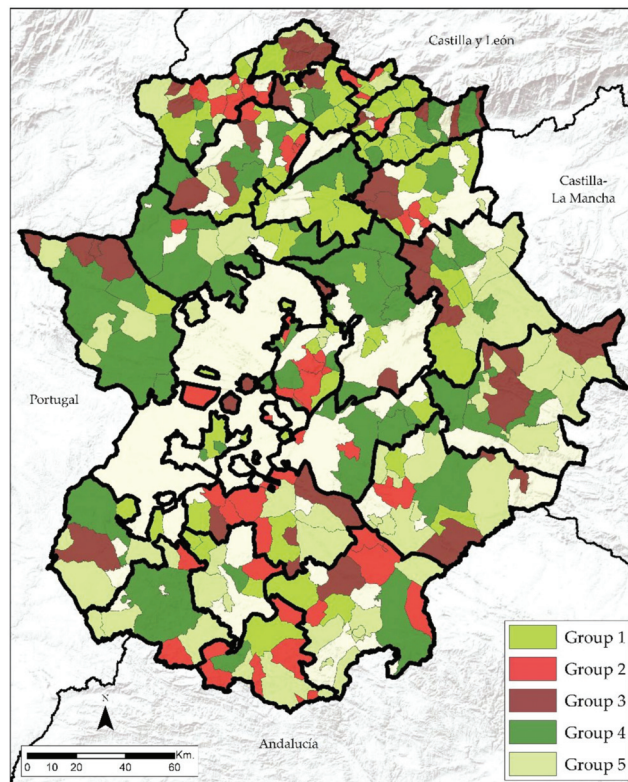 Castilla y León
Castilla-
La Mancha
Portugal
Andalucía
N
Km.
0 10 20 40 60
Group 1
Group 2
Group 3
Group 4
Group 5